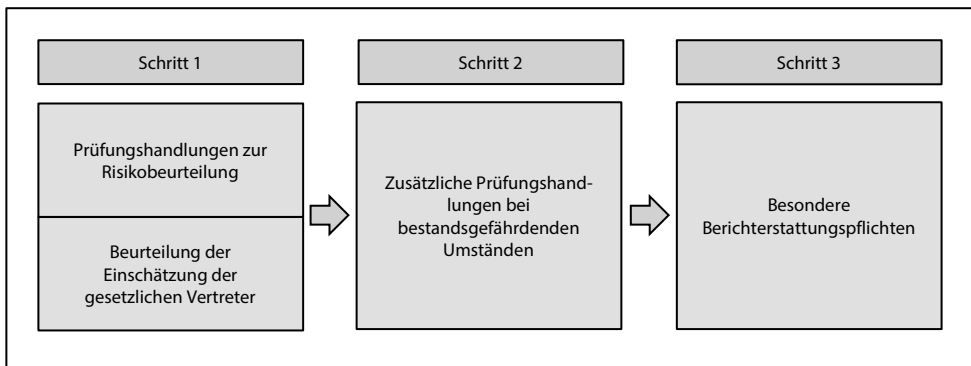 Schritt 1
Prüfungshandlungen zur
Risikobeurteilung
Beurteilung der
Einschätzung der
gesetzlichen Vertreter
Schritt 2
Zusätzliche Prüfungshand-
lungen bei
bestandsgefährdenden
Umständen
Schritt 3
Besondere
Berichterstattungspflichten